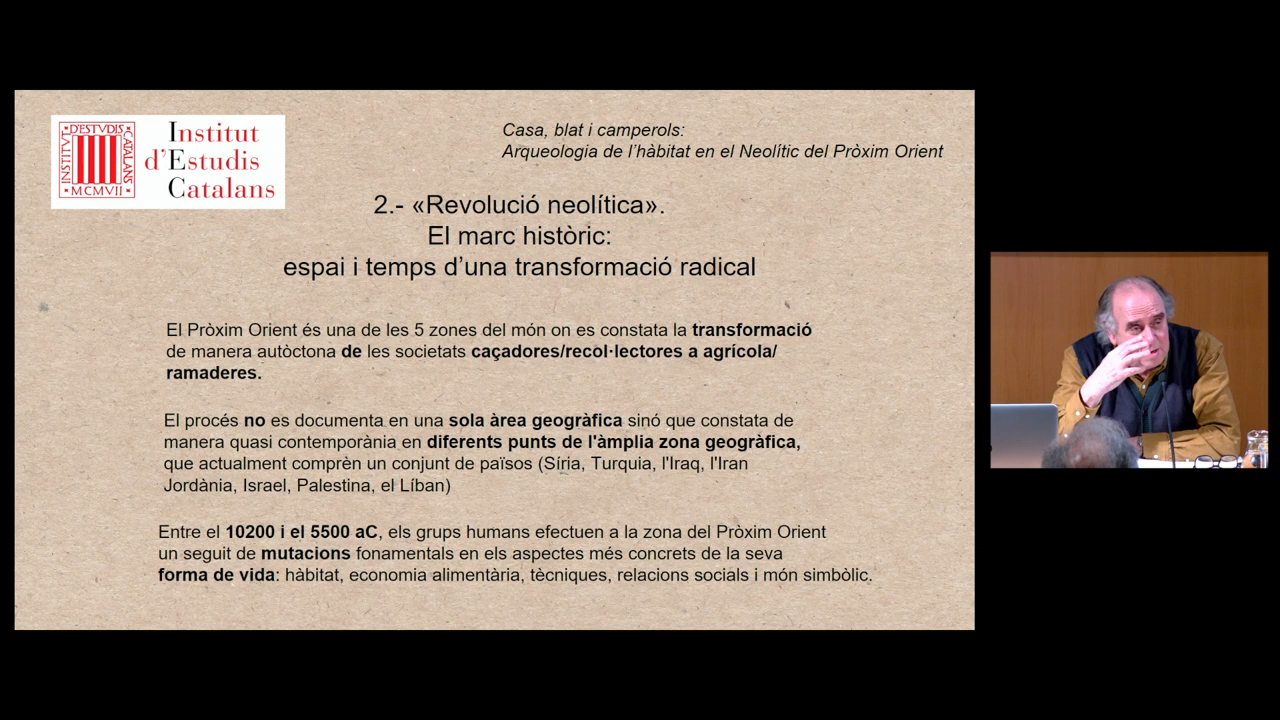 INSTITUT
D'ESTVDIS
CATALANS
MCMVII
Institut
d'Estudis
Catalans
Casa, blat i camperols:
Arqueologia de l'hàbitat en el Neolític del Pròxim Orient
2.- «Revolució neolítica».
El marc històric:
espai i temps d'una transformació radical
El Pròxim Orient és una de les 5 zones del món on es constata la transformació
de manera autòctona de les societats caçadores/recol·lectores a agrícola/
ramaderes.
El procés no es documenta en una sola àrea geogràfica sinó que constata de
manera quasi contemporània en diferents punts de l'àmplia zona geogràfica,
que actualment comprèn un conjunt de països (Síria, Turquia, l'Iraq, l'Iran
Jordània, Israel, Palestina, el Líban)
Entre el 10200 i el 5500 aC, els grups humans efectuen a la zona del Pròxim Orient
un seguit de mutacions fonamentals en els aspectes més concrets de la seva
forma de vida: hàbitat, economia alimentària, tècniques, relacions socials i món simbòlic.